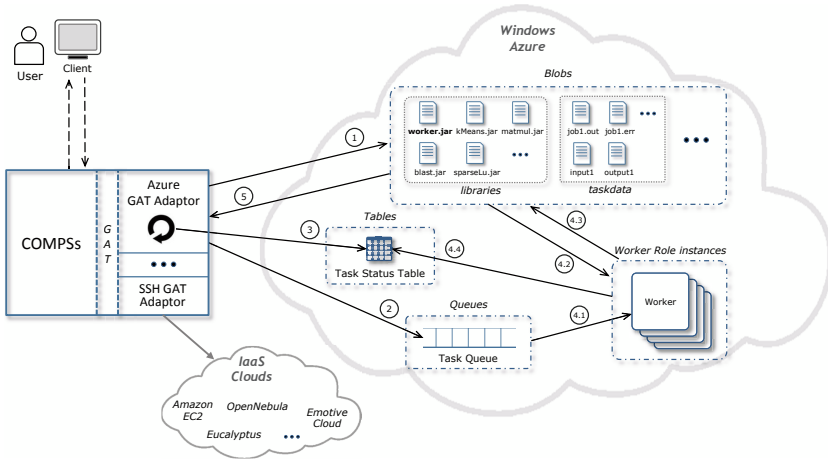 Windows
Azure
User
Client
Blobs
worker.jar kMeans.jar matmul.jar
job1.out job1.err
blast.jar sparseLu.jar
input1 output1
libraries
taskdata
1
5
COMPSs
G
A
T
Azure
GAT Adaptor
SSH GAT
Adaptor
3
Tables
Task Status Table
4.4
4.3
4.2
Worker Role instances
Worker
2
Queues
Task Queue
4.1
IaaS
Clouds
Amazon
EC2
OpenNebula
Emotive
Cloud
Eucalyptus